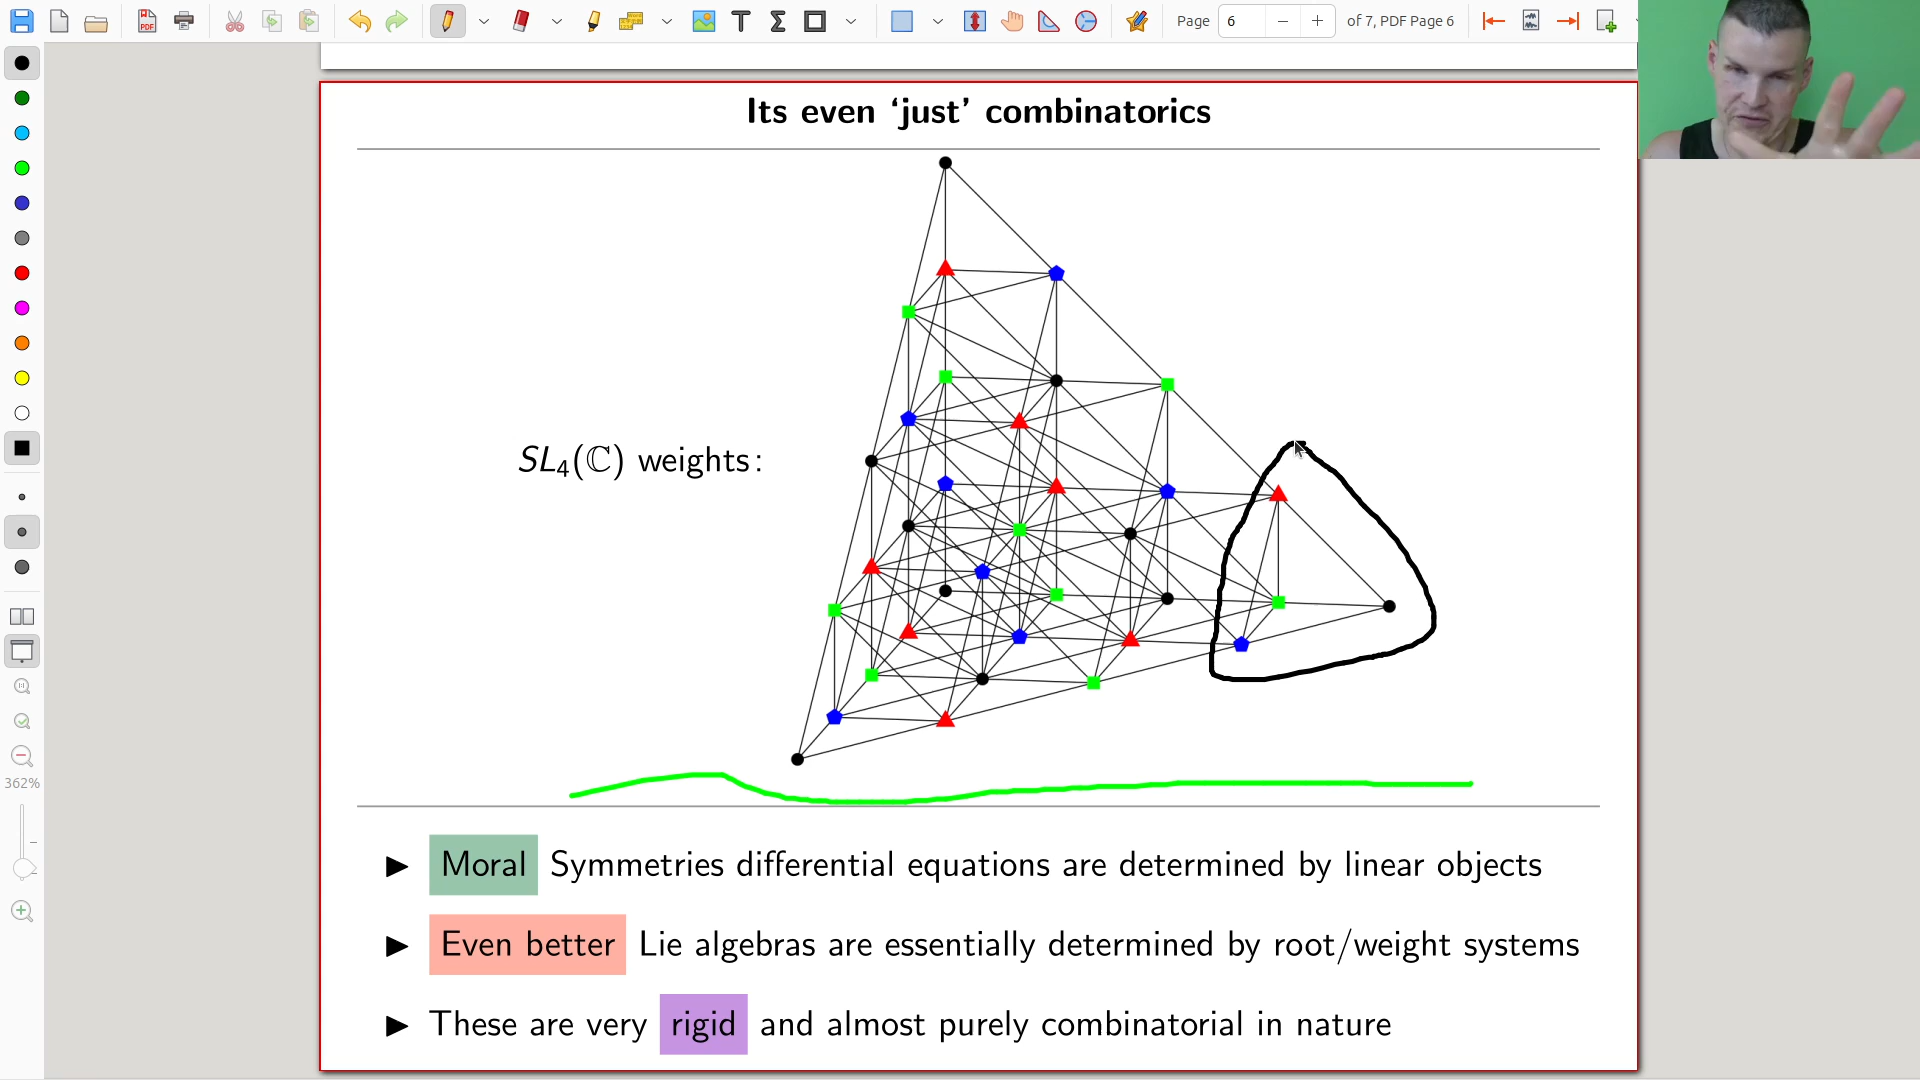 Page 6 of 7, PDF Page 6
Its even ‘just’ combinatorics
SL₄(ℂ) weights:
362%
▶ Moral Symmetries differential equations are determined by linear objects
▶ Even better Lie algebras are essentially determined by root/weight systems
▶ These are very rigid and almost purely combinatorial in nature